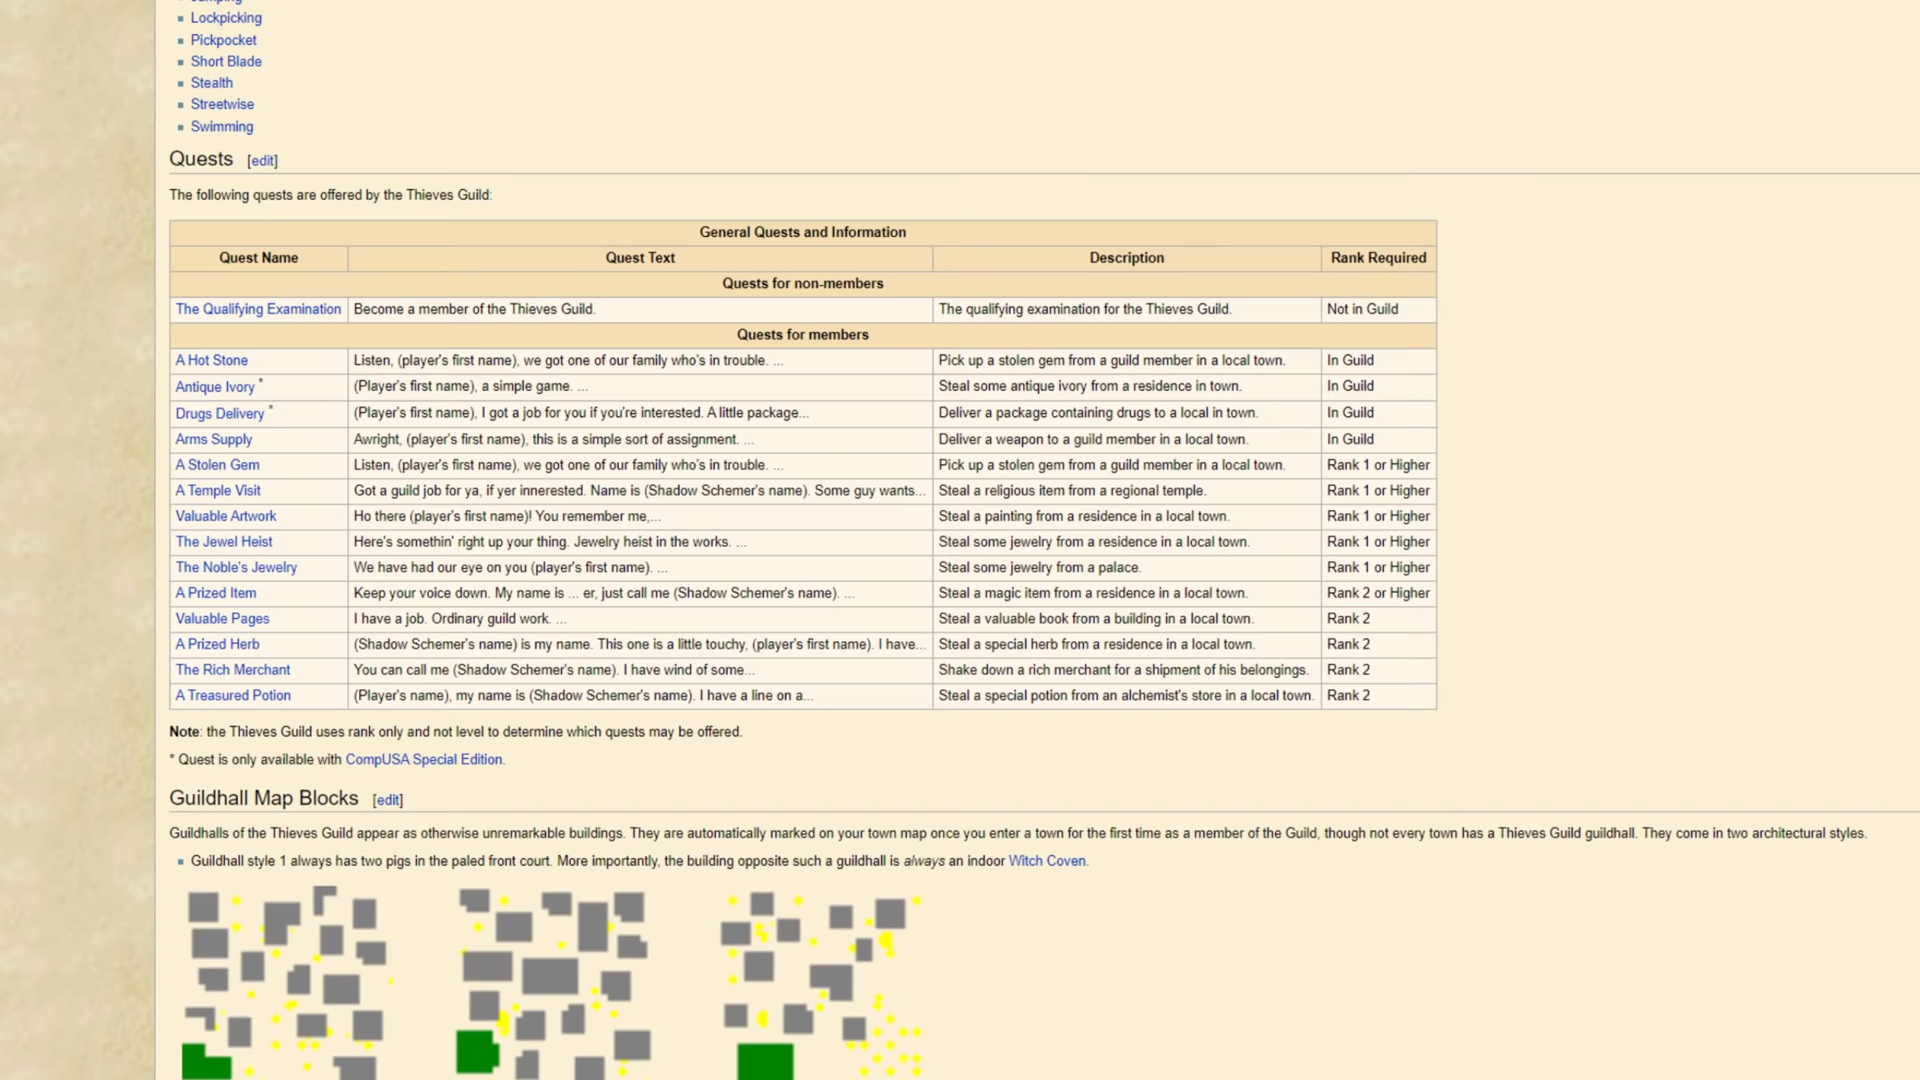 Lockpicking
Pickpocket
Short Blade
Stealth
Streetwise
Swimming
Quests [edit]
The following quests are offered by the Thieves Guild:
General Quests and Information
Quest Name Quest Text Description Rank Required
Quests for non-members
The Qualifying Examination Become a member of the Thieves Guild. The qualifying examination for the Thieves Guild. Not in Guild
Quests for members
A Hot Stone Listen, (player's first name), we got one of our family who's in trouble. ... Pick up a stolen gem from a guild member in a local town. In Guild
Antique Ivory * (Player's first name), a simple game. ... Steal some antique ivory from a residence in town. In Guild
Drugs Delivery * (Player's first name), I got a job for you if you're interested. A little package... Deliver a package containing drugs to a local in town. In Guild
Arms Supply Awright, (player's first name), this is a simple sort of assignment. ... Deliver a weapon to a guild member in a local town. In Guild
A Stolen Gem Listen, (player's first name), we got one of our family who's in trouble. ... Pick up a stolen gem from a guild member in a local town. Rank 1 or Higher
A Temple Visit Got a guild job for ya, if yer innerested. Name is (Shadow Schemer's name). Some guy wants... Steal a religious item from a regional temple. Rank 1 or Higher
Valuable Artwork Ho there (player's first name)! You remember me,... Steal a painting from a residence in a local town. Rank 1 or Higher
The Jewel Heist Here's somethin' right up your thing. Jewelry heist in the works. ... Steal some jewelry from a residence in a local town. Rank 1 or Higher
The Noble's Jewelry We have had our eye on you (player's first name). ... Steal some jewelry from a palace. Rank 1 or Higher
A Prized Item Keep your voice down. My name is ... er, just call me (Shadow Schemer's name). ... Steal a magic item from a residence in a local town. Rank 2 or Higher
Valuable Pages I have a job. Ordinary guild work. ... Steal a valuable book from a building in a local town. Rank 2
A Prized Herb (Shadow Schemer's name) is my name. This one is a little touchy, (player's first name). I have... Steal a special herb from a residence in a local town. Rank 2
The Rich Merchant You can call me (Shadow Schemer's name). I have wind of some... Shake down a rich merchant for a shipment of his belongings. Rank 2
A Treasured Potion (Player's name), my name is (Shadow Schemer's name). I have a line on a... Steal a special potion from an alchemist's store in a local town. Rank 2
Note: the Thieves Guild uses rank only and not level to determine which quests may be offered.
* Quest is only available with CompUSA Special Edition.
Guildhall Map Blocks [edit]
Guildhalls of the Thieves Guild appear as otherwise unremarkable buildings. They are automatically marked on your town map once you enter a town for the first time as a member of the Guild, though not every town has a Thieves Guild guildhall. They come in two architectural styles.
Guildhall style 1 always has two pigs in the paled front court. More importantly, the building opposite such a guildhall is always an indoor Witch Coven.